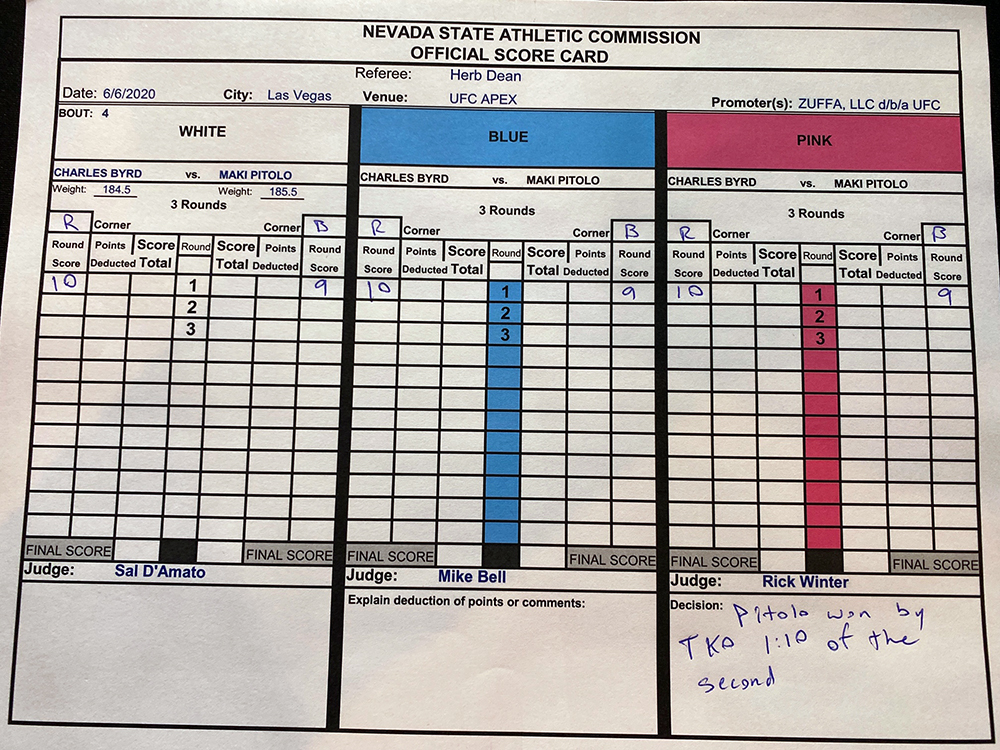 NEVADA STATE ATHLETIC COMMISSION
OFFICIAL SCORE CARD
Referee: Herb Dean
Date: 6/6/2020 City: Las Vegas Venue: UFC APEX Promoter(s): ZUFFA, LLC d/b/a UFC
BOUT: 4
WHITE BLUE PINK
CHARLES BYRD vs. MAKI PITOLO CHARLES BYRD vs. MAKI PITOLO CHARLES BYRD vs. MAKI PITOLO
Weight: 184.5 Weight: 185.5
3 Rounds 3 Rounds 3 Rounds
R Corner Corner B R Corner Corner B R Corner Corner B
Round Points Score Round Score Points Round Round Points Score Round Score Points Round Round Points Score Round Score Points Round
Score Deducted Total Total Deducted Score Score Deducted Total Total Deducted Score Score Deducted Total Total Deducted Score
10 1 9 10 1 9 10 1 9
2 2 2
3 3 3
FINAL SCORE FINAL SCORE FINAL SCORE FINAL SCORE FINAL SCORE FINAL SCORE
Judge: Sal D'Amato Judge: Mike Bell Judge: Rick Winter
Explain deduction of points or comments:
Decision: Pitolo won by
TKO 1:10 of the
second